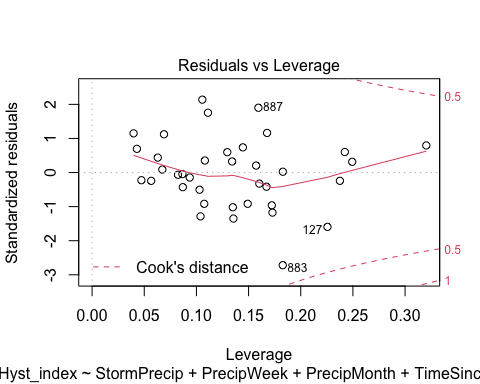 Residuals vs Leverage
Standardized residuals
2
1
0
-1
-2
-3
887
127
883
0.5
0.5
1
Cook's distance
0.00 0.05 0.10 0.15 0.20 0.25 0.30
Leverage
Hyst_index ~ StormPrecip + PrecipWeek + PrecipMonth + TimeSinc